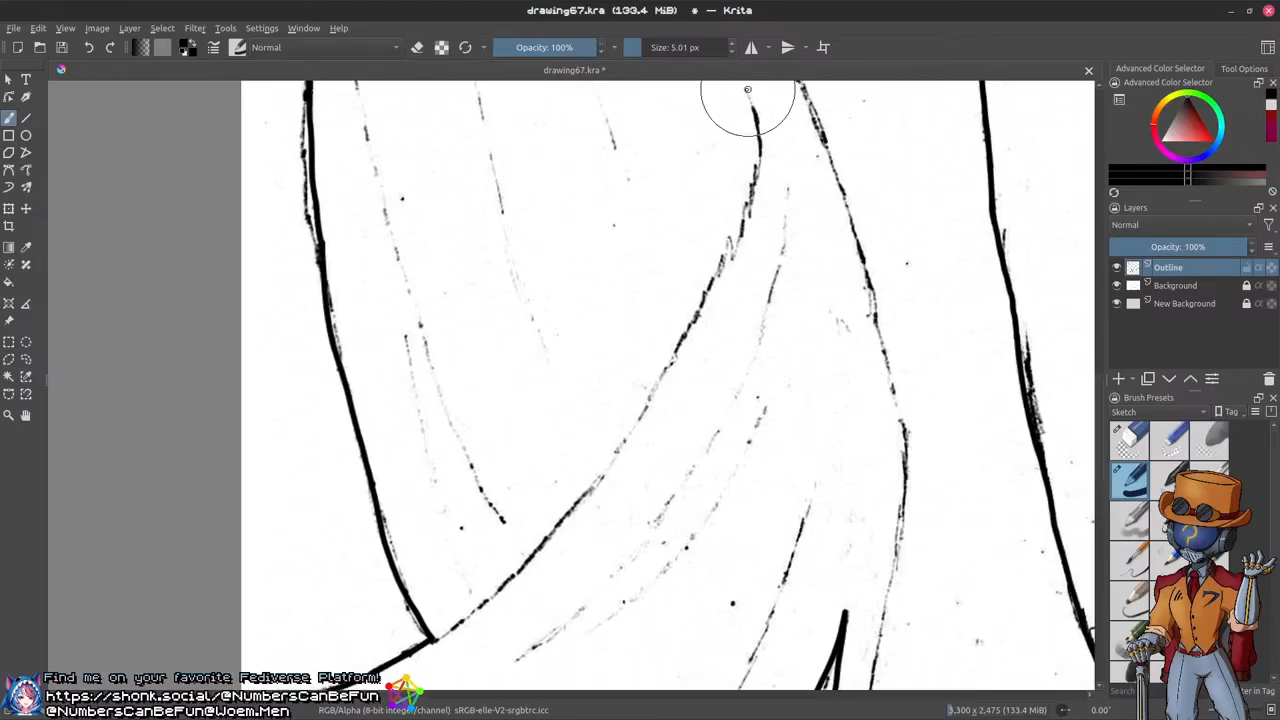 drawing67.kra (133.4 MiB) * — Krita
File Edit View Image Layer Select Filter Tools Settings Window Help
Normal
Opacity: 100%
Size: 5.01 px
drawing67.kra *
Advanced Color Selector
Tool Options
Advanced Color Selector
Layers
Normal
Opacity: 100%
Outline
Background
New Background
Brush Presets
Sketch
Tag
Search
er in Tag
Find me on your favorite Fediverse Platform!
https://shonk.social/@NumbersCanBeFun
@NumbersCanBeFun@Woem.Men
RGB/Alpha (8-bit integer/channel) sRGB-elle-V2-srgbtrc.icc
3,300 x 2,475 (133.4 MiB)
0.00°
?